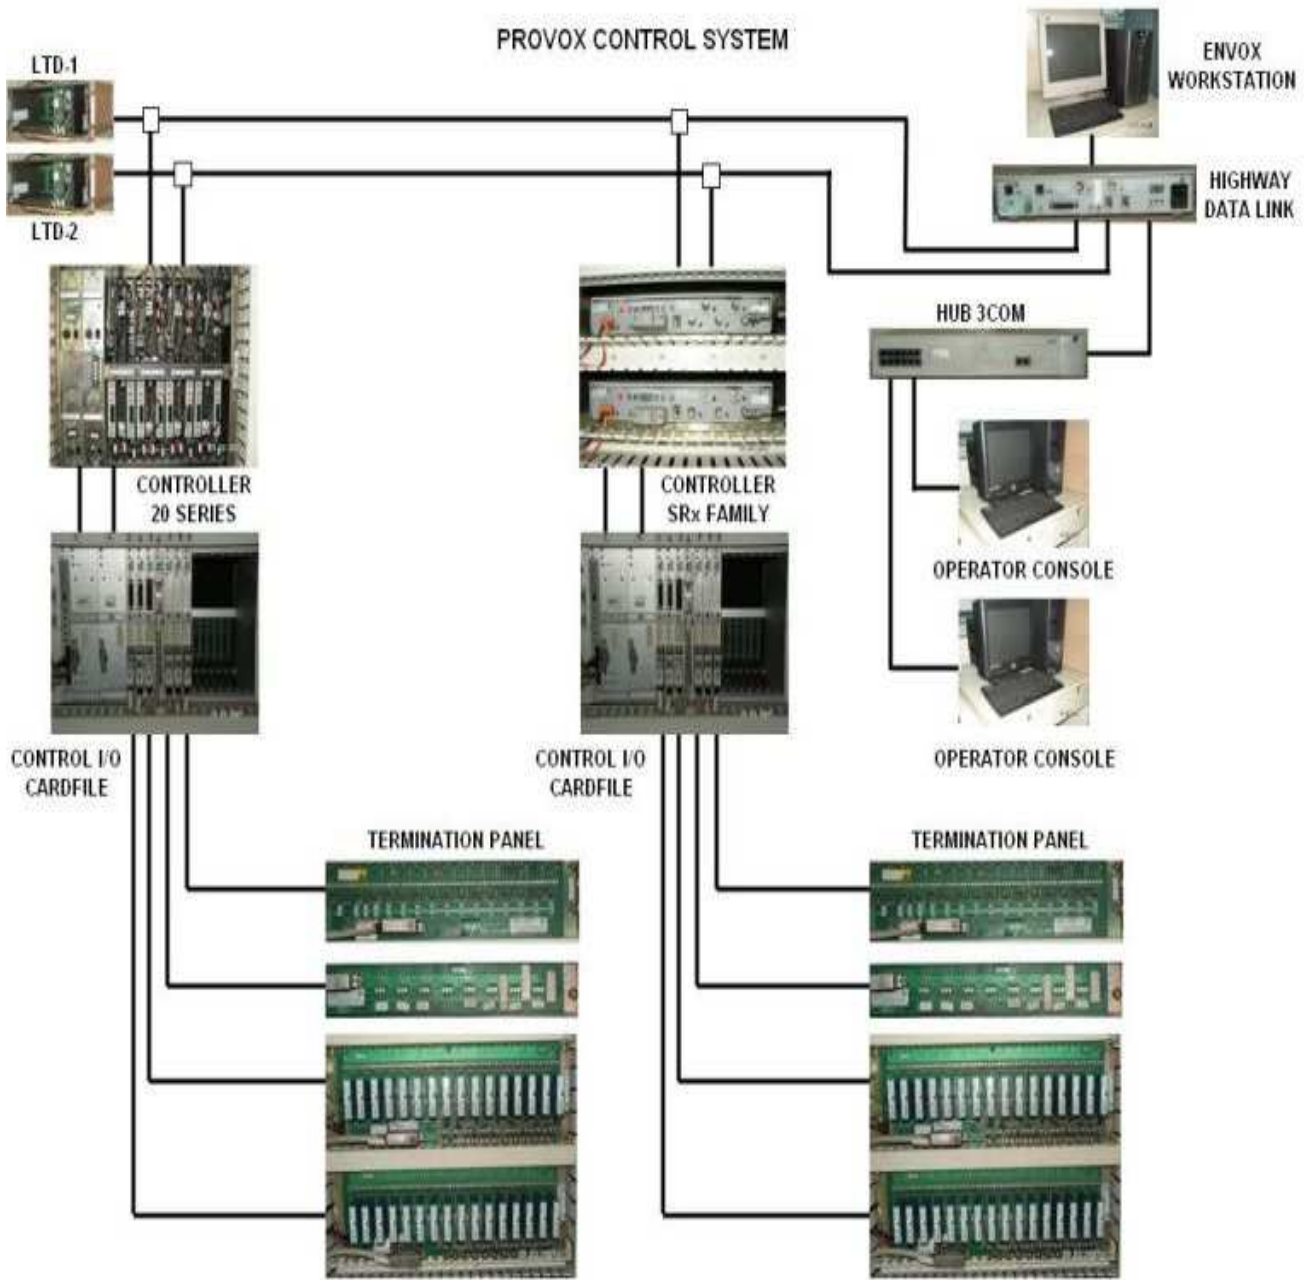 PROVOX CONTROL SYSTEM
LTD-1
ENVOX
WORKSTATION
LTD-2
HIGHWAY
DATA LINK
HUB 3COM
CONTROLLER
20 SERIES
CONTROLLER
SRx FAMILY
OPERATOR CONSOLE
CONTROL I/O
CARDFILE
CONTROL I/O
CARDFILE
OPERATOR CONSOLE
TERMINATION PANEL
TERMINATION PANEL